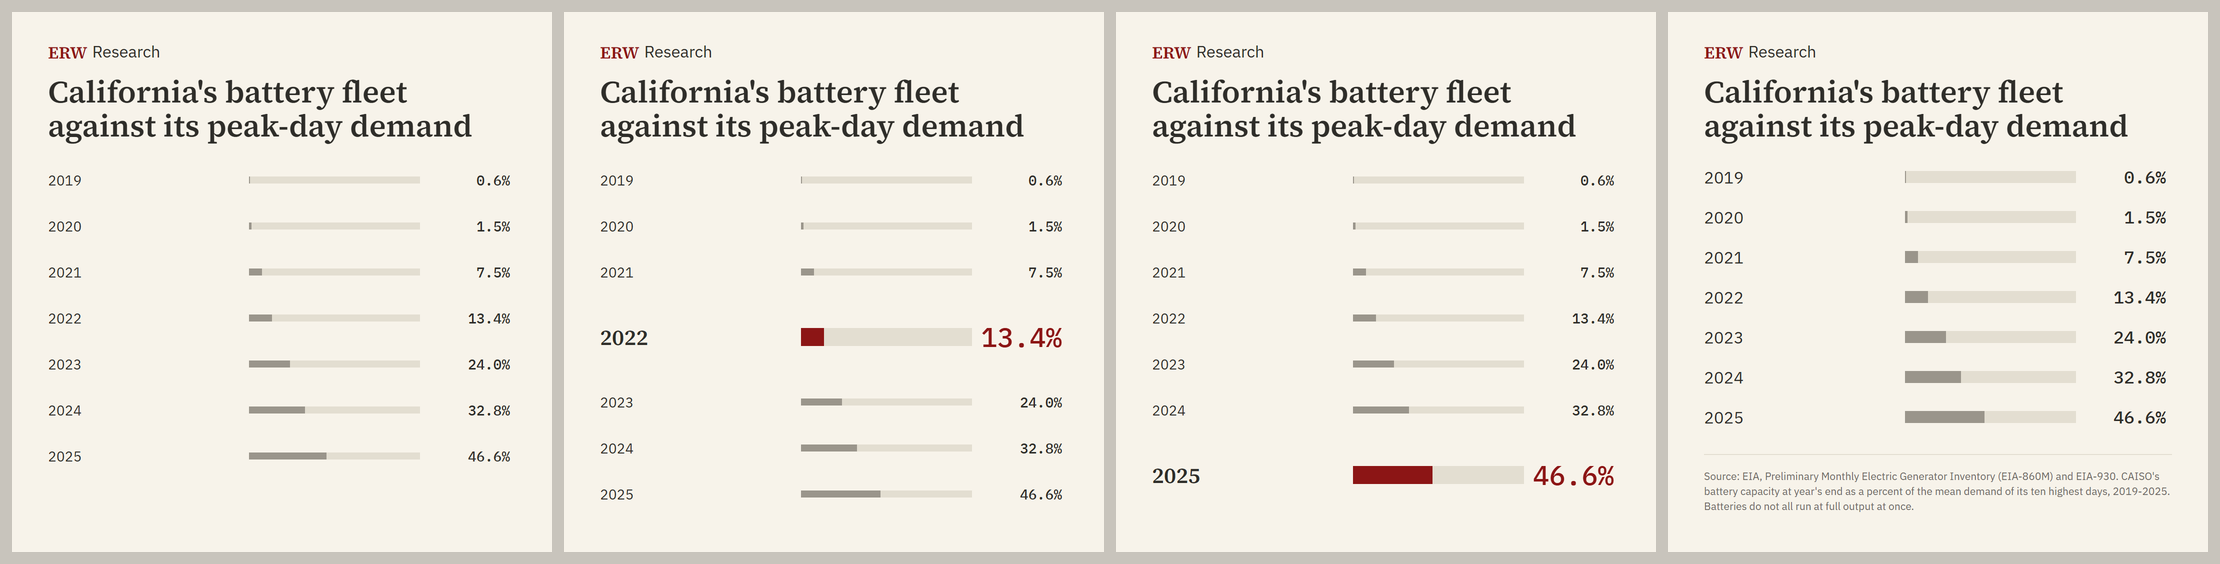 ERW Research
California's battery fleet
against its peak-day demand
2019 0.6%
2020 1.5%
2021 7.5%
2022 13.4%
2023 24.0%
2024 32.8%
2025 46.6%
ERW Research
California's battery fleet
against its peak-day demand
2019 0.6%
2020 1.5%
2021 7.5%
2022 13.4%
2023 24.0%
2024 32.8%
2025 46.6%
ERW Research
California's battery fleet
against its peak-day demand
2019 0.6%
2020 1.5%
2021 7.5%
2022 13.4%
2023 24.0%
2024 32.8%
2025 46.6%
ERW Research
California's battery fleet
against its peak-day demand
2019 0.6%
2020 1.5%
2021 7.5%
2022 13.4%
2023 24.0%
2024 32.8%
2025 46.6%
Source: EIA, Preliminary Monthly Electric Generator Inventory (EIA-860M) and EIA-930. CAISO's
battery capacity at year's end as a percent of the mean demand of its ten highest days, 2019-2025.
Batteries do not all run at full output at once.